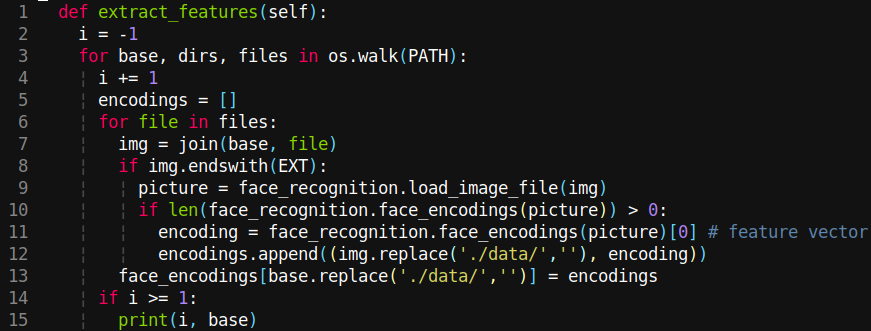 1 def extract_features(self):
2 i = -1
3 for base, dirs, files in os.walk(PATH):
4 i += 1
5 encodings = []
6 for file in files:
7 img = join(base, file)
8 if img.endswith(EXT):
9 picture = face_recognition.load_image_file(img)
10 if len(face_recognition.face_encodings(picture)) > 0:
11 encoding = face_recognition.face_encodings(picture)[0] # feature vector
12 encodings.append((img.replace('./data/',''), encoding))
13 face_encodings[base.replace('./data/','')] = encodings
14 if i >= 1:
15 print(i, base)